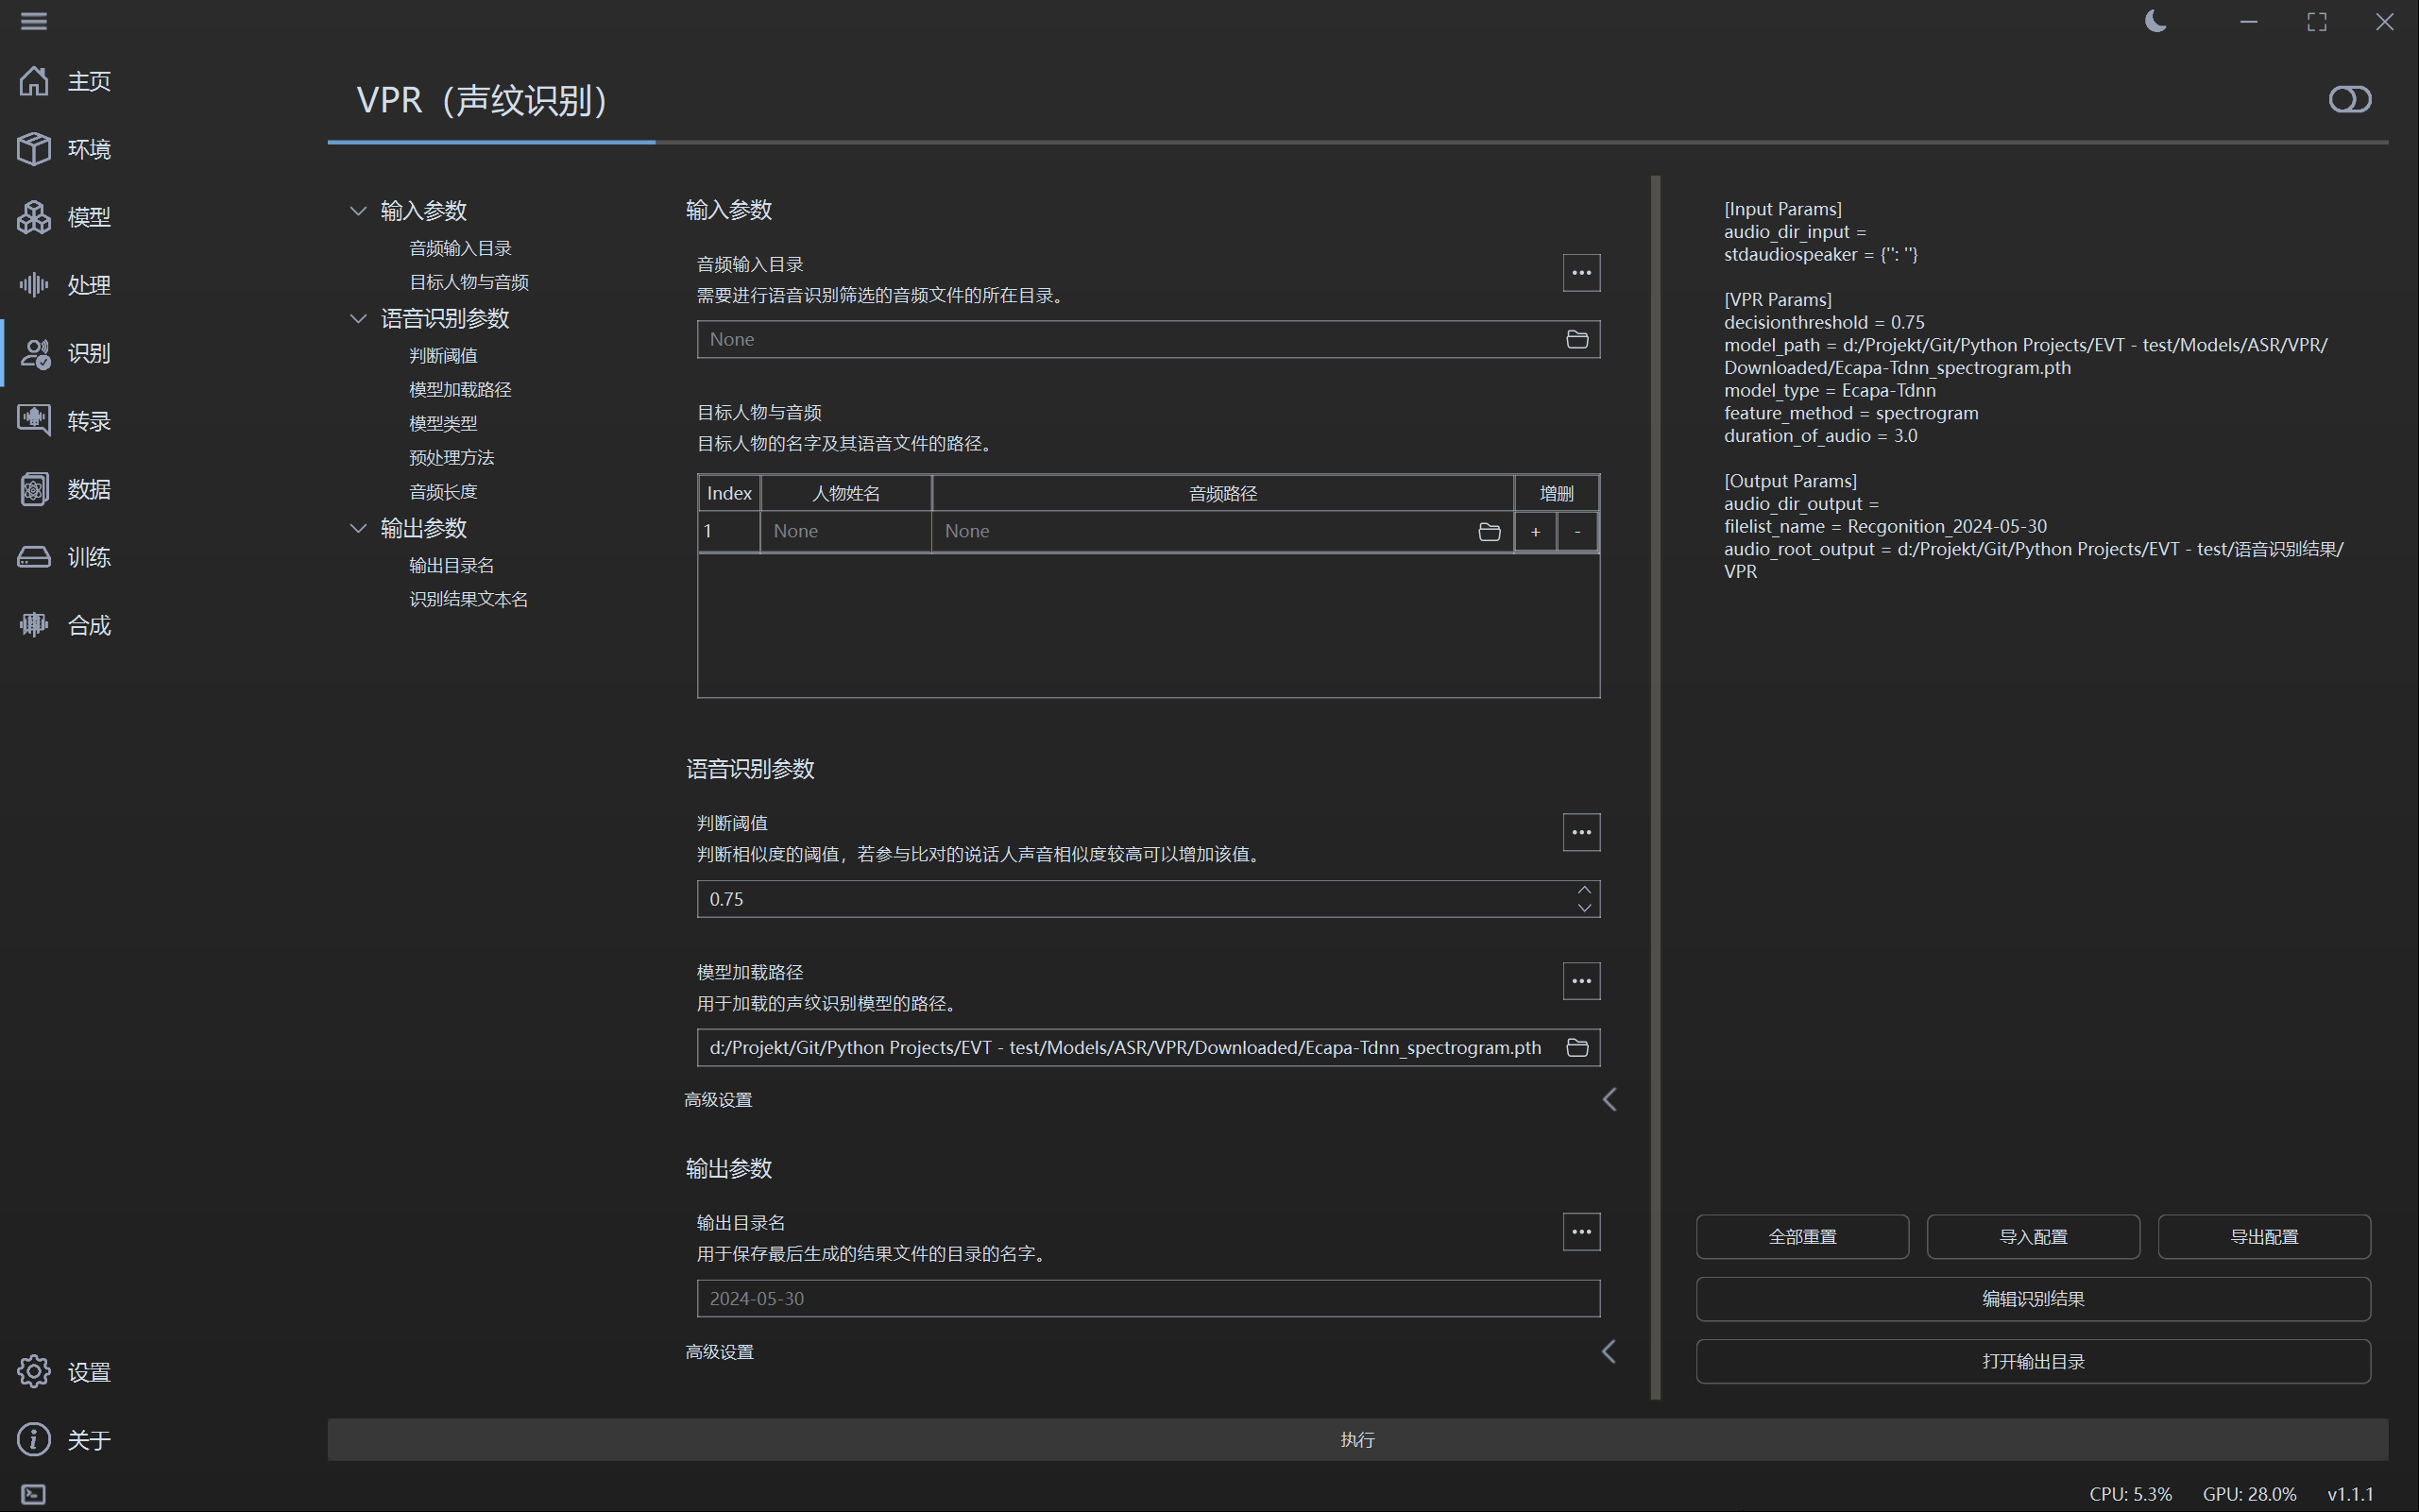 主页
环境
模型
处理
识别
转录
数据
训练
合成
设置
关于
VPR（声纹识别）
输入参数
音频输入目录
目标人物与音频
语音识别参数
判断阈值
模型加载路径
模型类型
预处理方法
音频长度
输出参数
输出目录名
识别结果文本名
输入参数
音频输入目录
需要进行语音识别筛选的音频文件的所在目录。
None
目标人物与音频
目标人物的名字及其语音文件的路径。
Index 人物姓名 音频路径 增删
1 None None + -
语音识别参数
判断阈值
判断相似度的阈值，若参与比对的说话人声音相似度较高可以增加该值。
0.75
模型加载路径
用于加载的声纹识别模型的路径。
d:/Projekt/Git/Python Projects/EVT - test/Models/ASR/VPR/Downloaded/Ecapa-Tdnn_spectrogram.pth
高级设置
输出参数
输出目录名
用于保存最后生成的结果文件的目录的名字。
2024-05-30
高级设置
[Input Params]
audio_dir_input =
stdaudiospeaker = {'': ''}
[VPR Params]
decisionthreshold = 0.75
model_path = d:/Projekt/Git/Python Projects/EVT - test/Models/ASR/VPR/
Downloaded/Ecapa-Tdnn_spectrogram.pth
model_type = Ecapa-Tdnn
feature_method = spectrogram
duration_of_audio = 3.0
[Output Params]
audio_dir_output =
filelist_name = Recgonition_2024-05-30
audio_root_output = d:/Projekt/Git/Python Projects/EVT - test/语音识别结果/
VPR
全部重置 导入配置 导出配置
编辑识别结果
打开输出目录
执行
CPU: 5.3% GPU: 28.0% v1.1.1